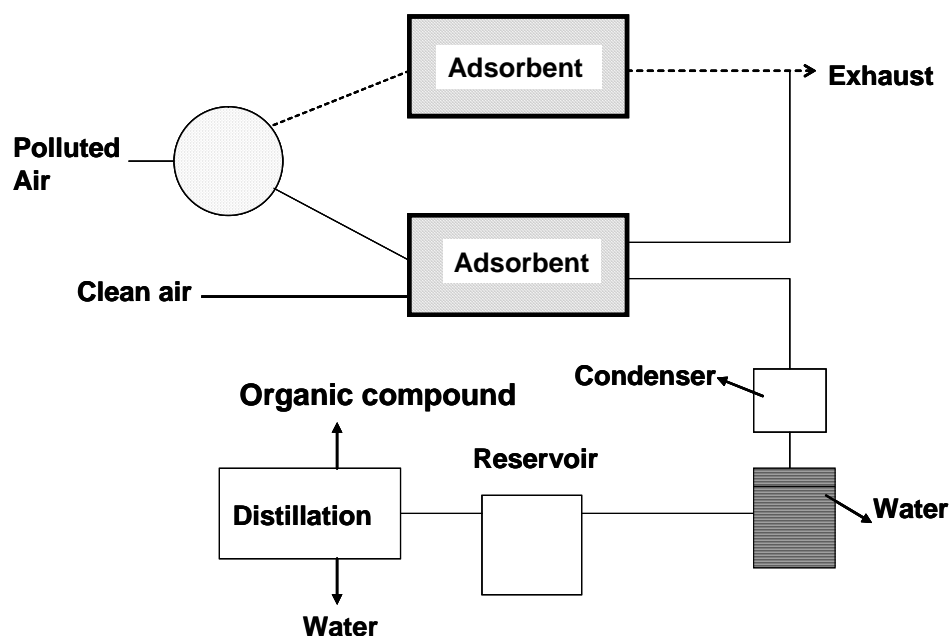 Adsorbent
Exhaust
Polluted
Air
Adsorbent
Clean air
Condenser
Organic compound
Reservoir
Distillation
Water
Water